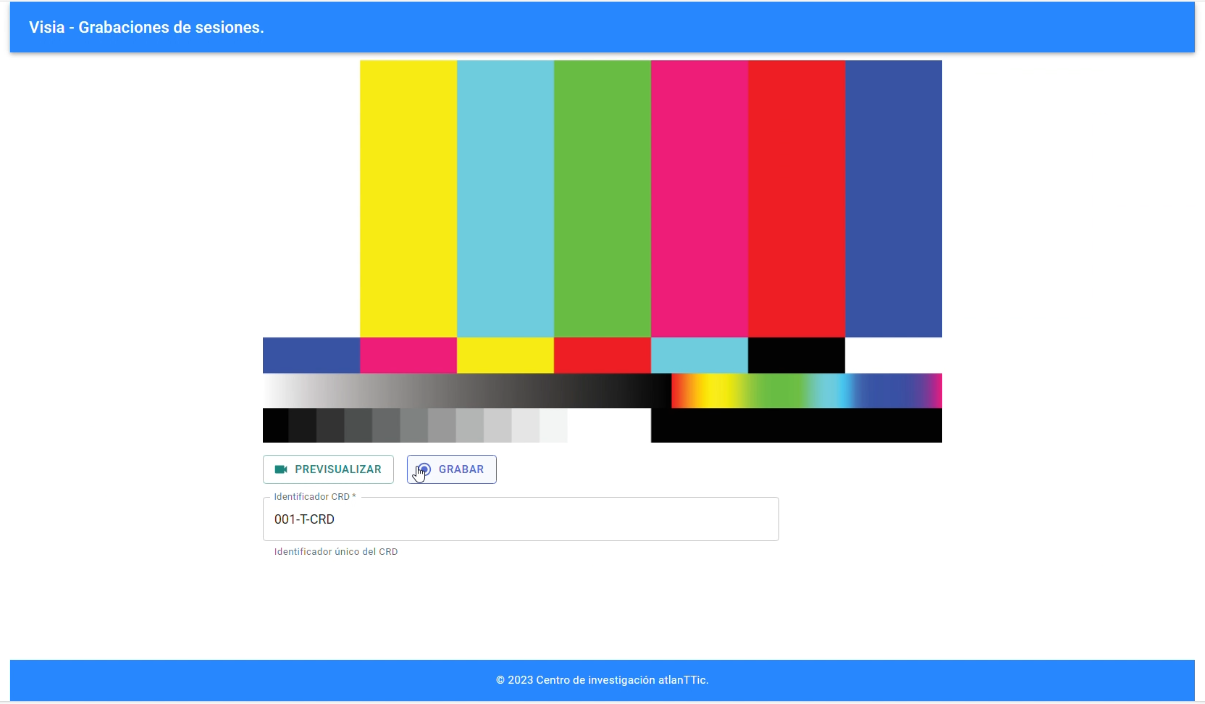 Visia - Grabaciones de sesiones.
PREVISUALIZAR
GRABAR
Identificador CRD *
001-T-CRD
Identificador único del CRD
© 2023 Centro de investigación atlanTTic.